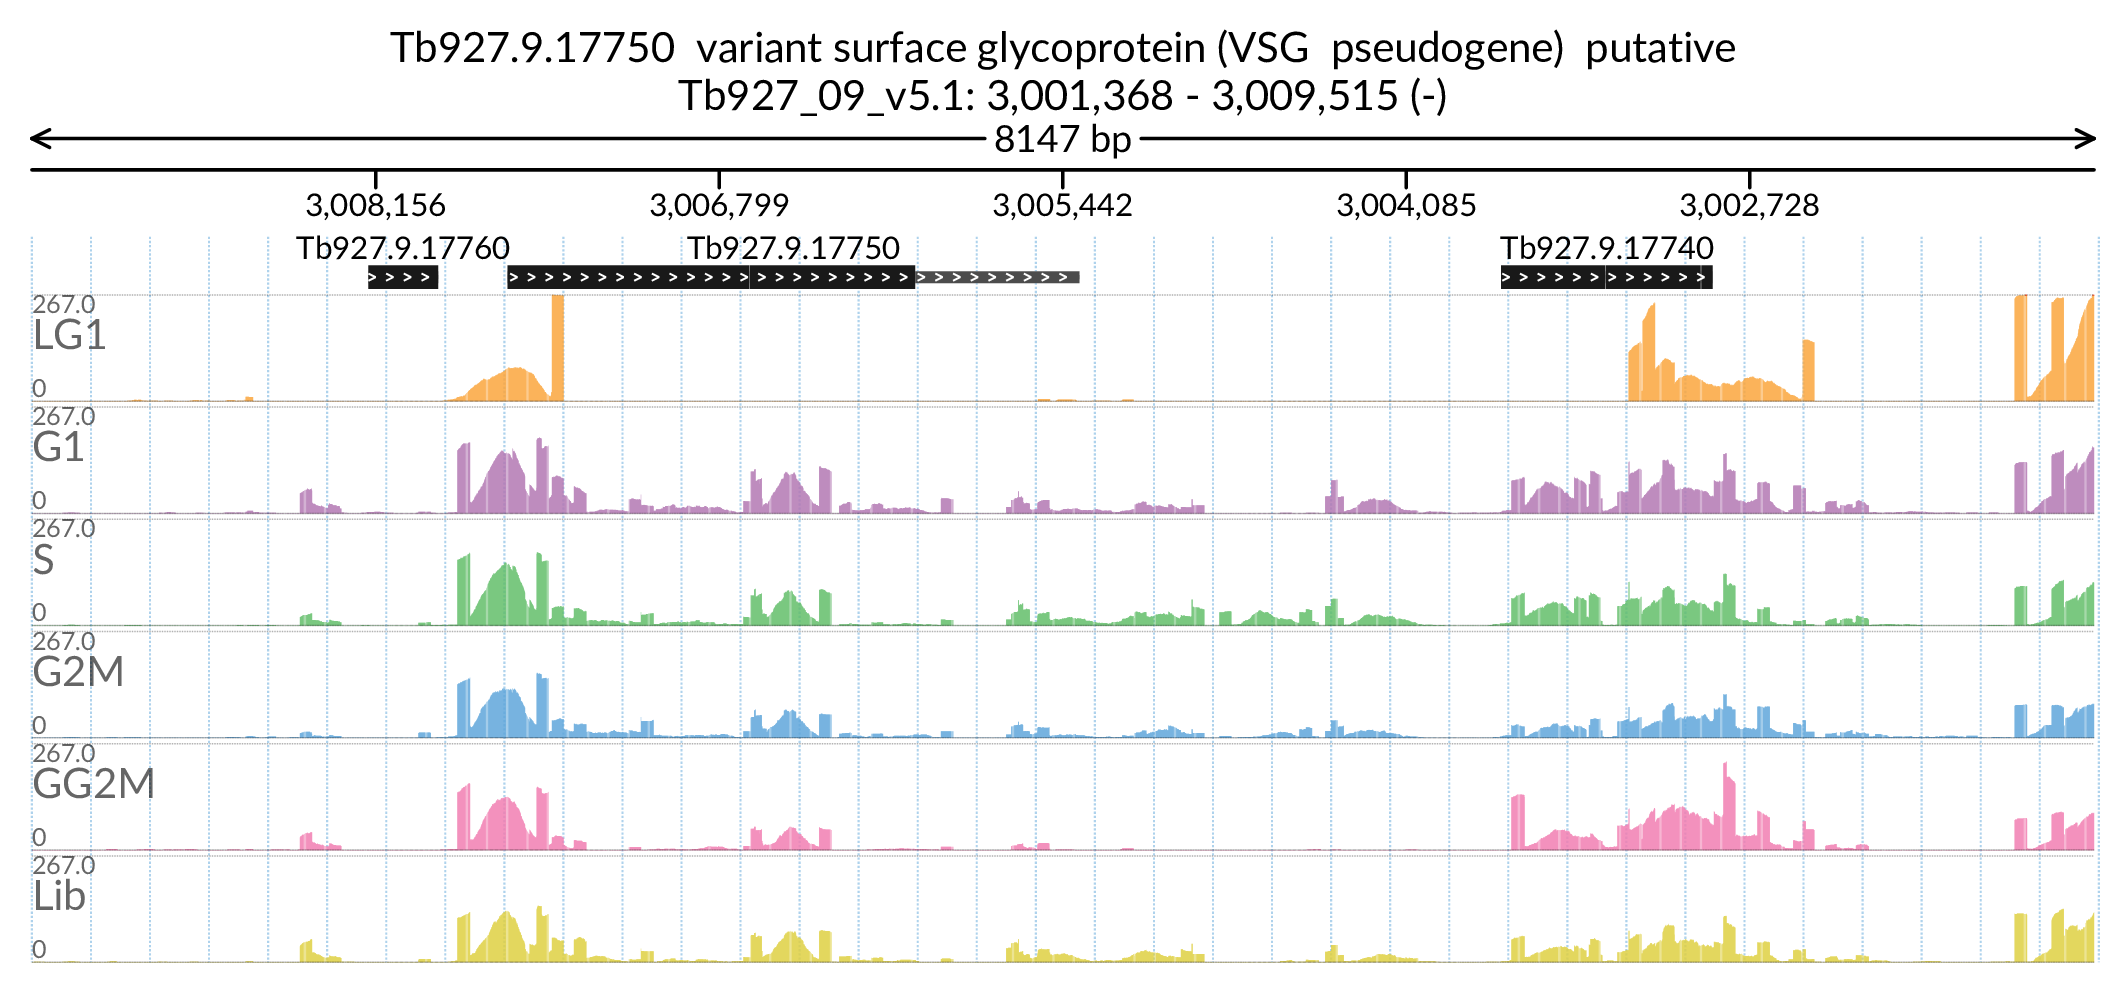 Tb927.9.17750 variant surface glycoprotein (VSG pseudogene) putative
Tb927_09_v5.1: 3,001,368 - 3,009,515 (-)
8147 bp
3,008,156 3,006,799 3,005,442 3,004,085 3,002,728
Tb927.9.17760 Tb927.9.17750 Tb927.9.17740
267.0
LG1
0
267.0
G1
0
267.0
S
0
267.0
G2M
0
267.0
GG2M
0
267.0
Lib
0